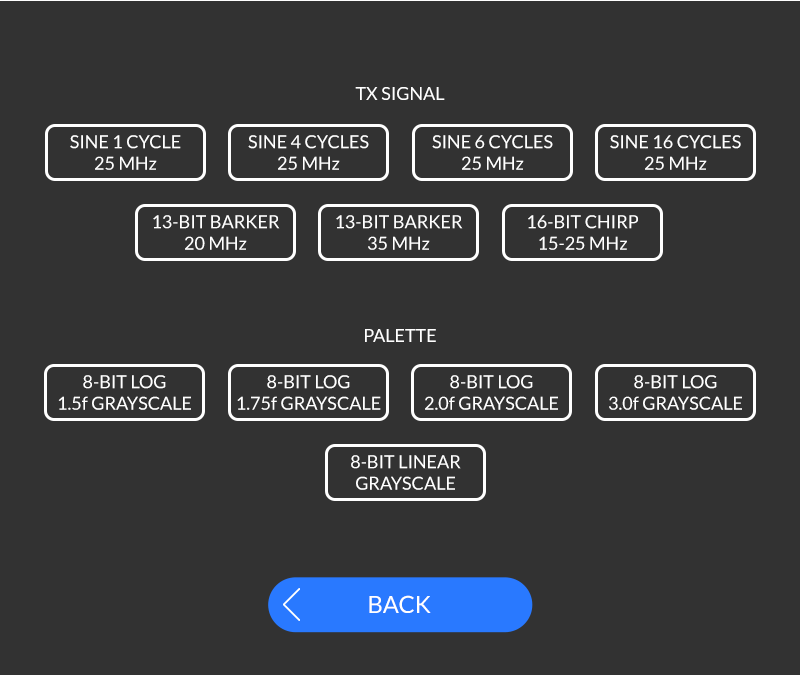 TX SIGNAL
SINE 1 CYCLE
25 MHz
SINE 4 CYCLES
25 MHz
SINE 6 CYCLES
25 MHz
SINE 16 CYCLES
25 MHz
13-BIT BARKER
20 MHz
13-BIT BARKER
35 MHz
16-BIT CHIRP
15-25 MHz
PALETTE
8-BIT LOG
1.5f GRAYSCALE
8-BIT LOG
1.75f GRAYSCALE
8-BIT LOG
2.0f GRAYSCALE
8-BIT LOG
3.0f GRAYSCALE
8-BIT LINEAR
GRAYSCALE
BACK